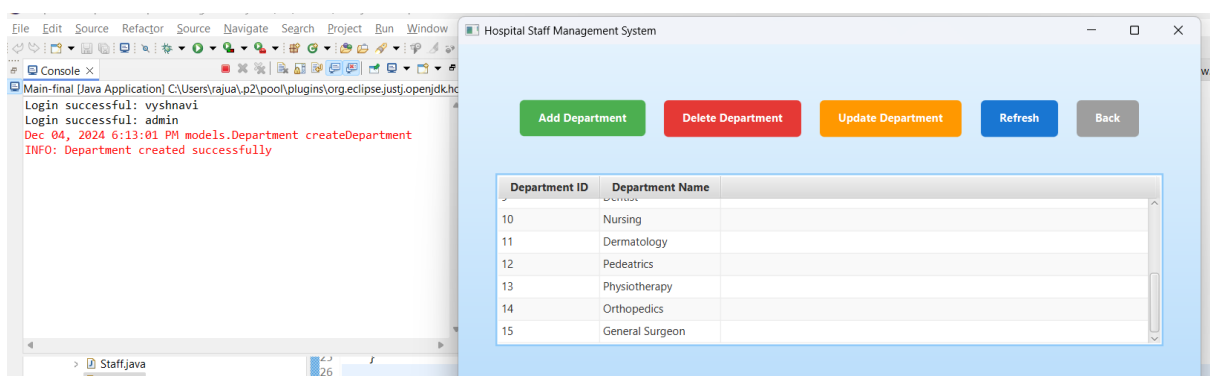 File Edit Source Refactor Source Navigate Search Project Run Window
Hospital Staff Management System
Console
Main-final [Java Application] C:\Users\rajua\.p2\pool\plugins\org.eclipse.justj.openjdk.hc
Login successful: vyshnavi
Login successful: admin
Dec 04, 2024 6:13:01 PM models.Department createDepartment
INFO: Department created successfully
Staff.java
}
26
Add Department Delete Department Update Department Refresh Back
Department ID Department Name
10 Nursing
11 Dermatology
12 Pedeatrics
13 Physiotherapy
14 Orthopedics
15 General Surgeon